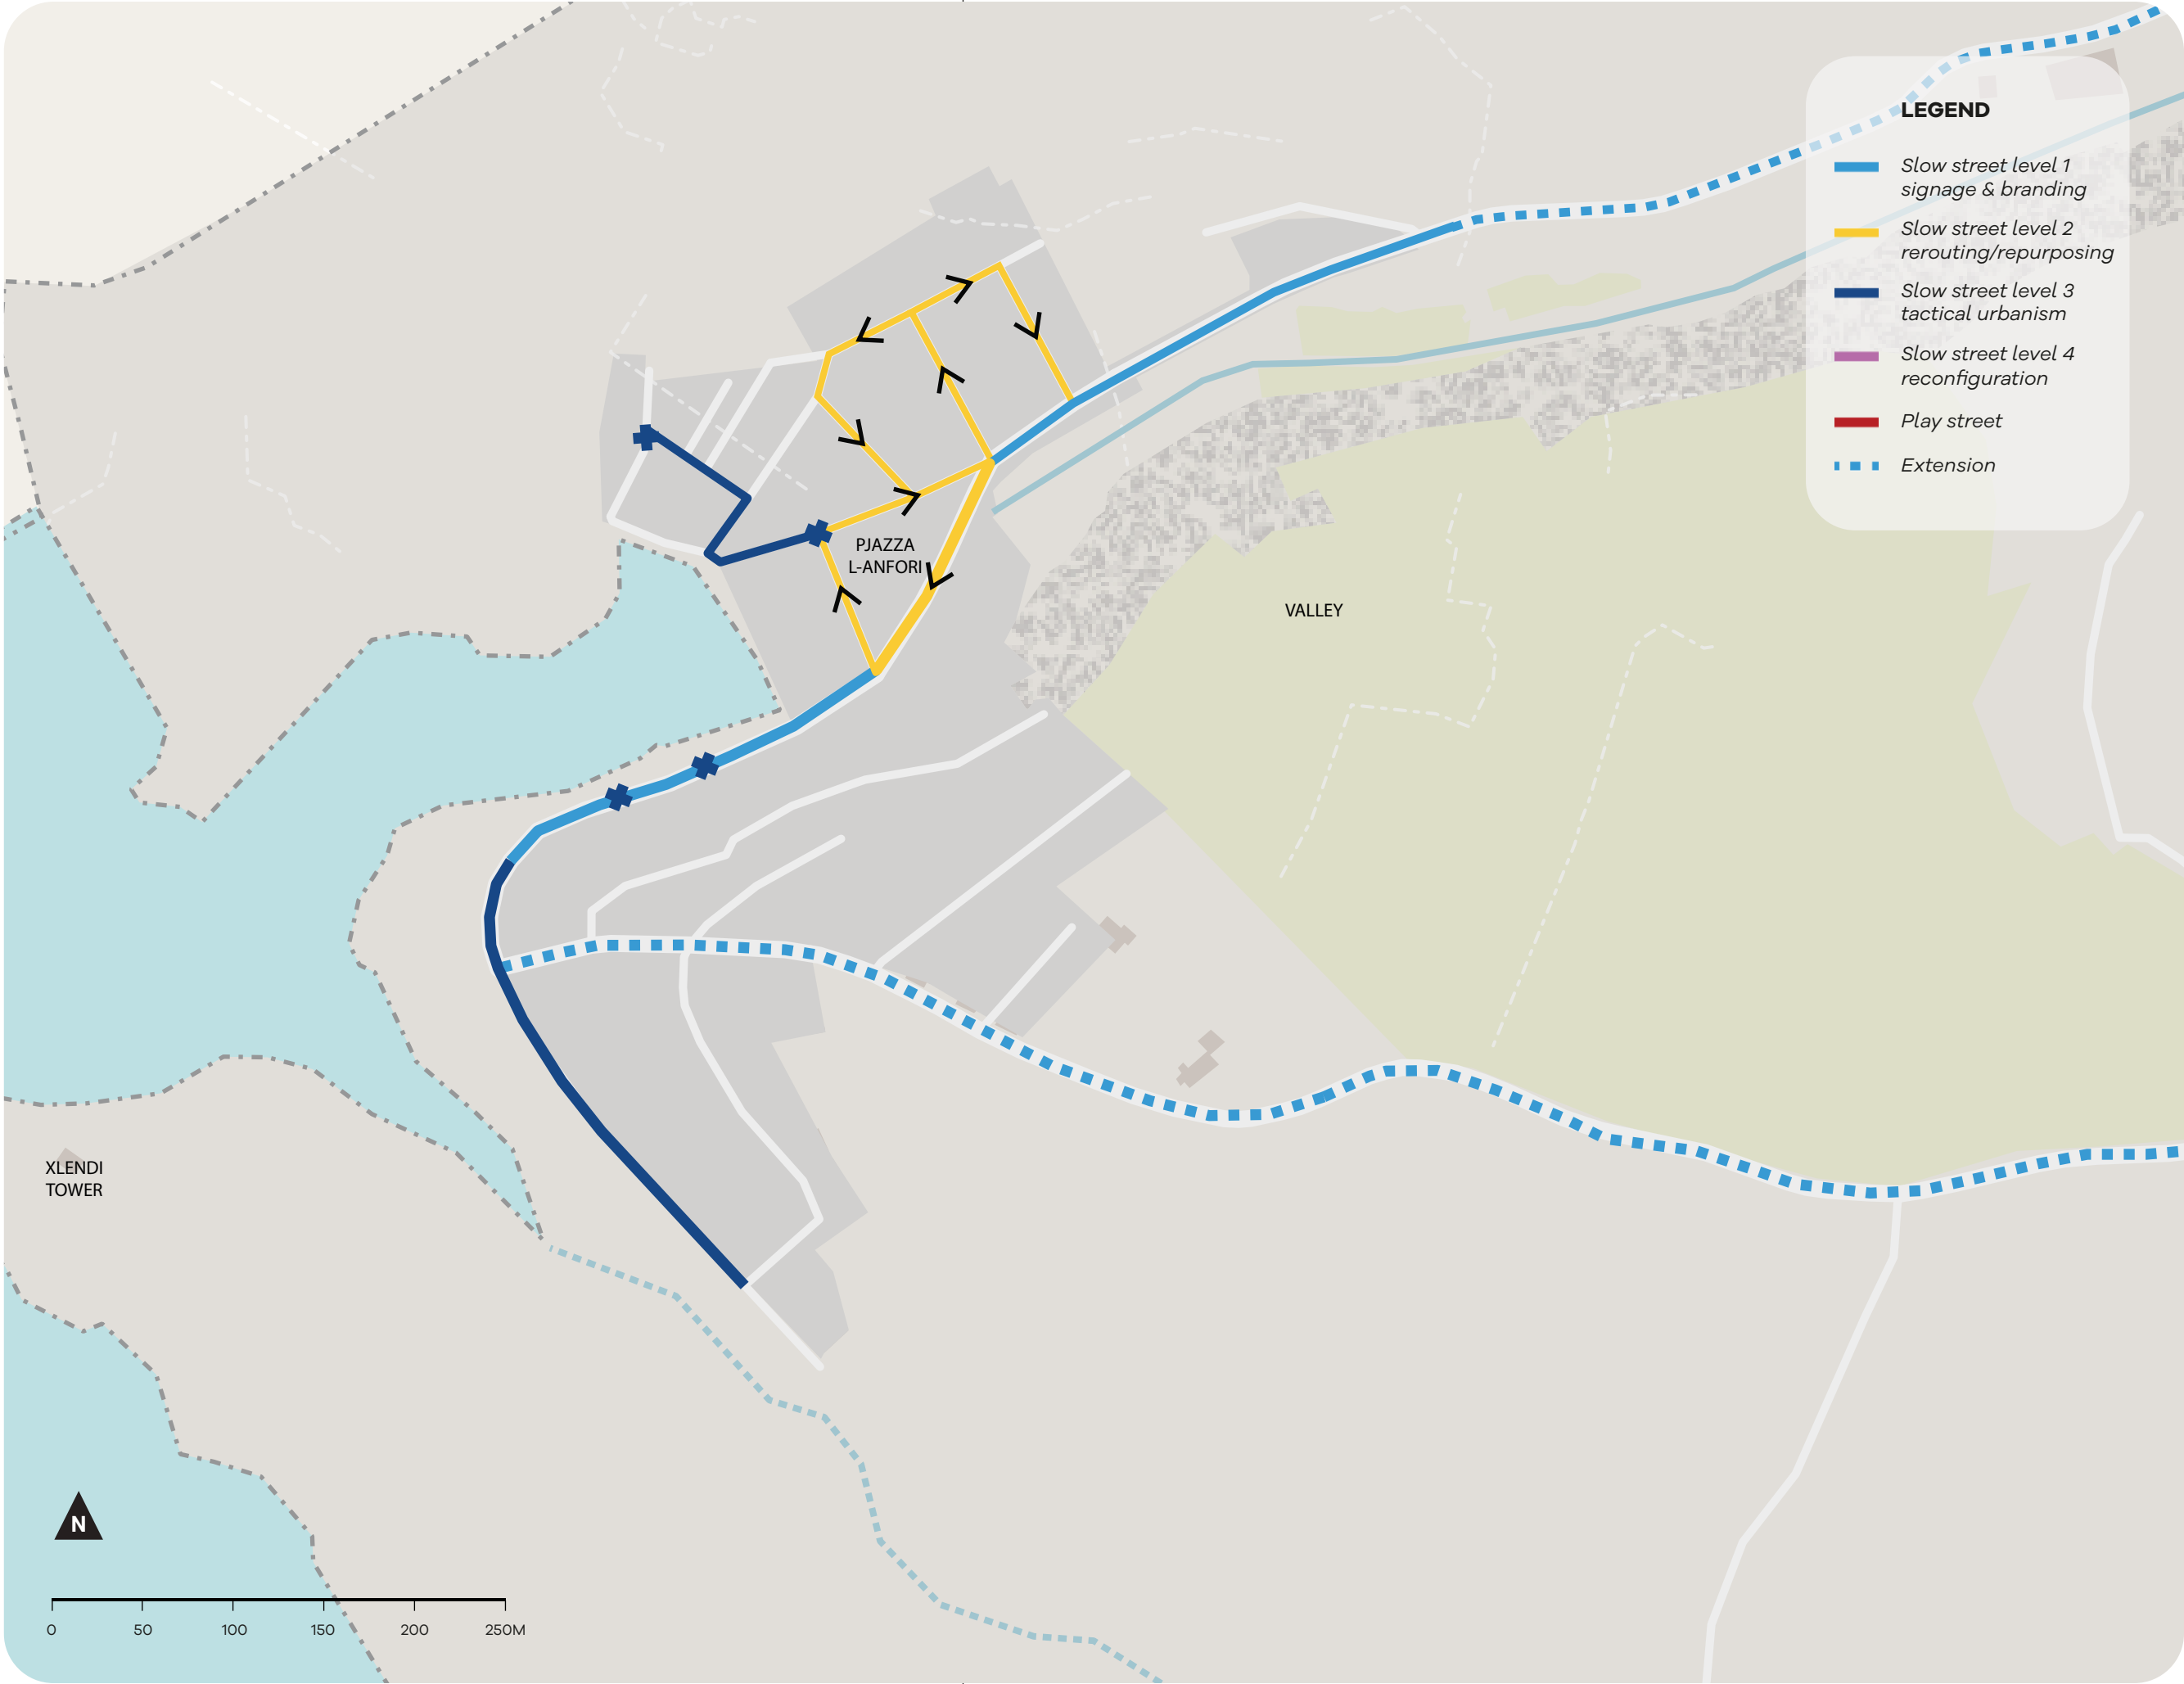 LEGEND
Slow street level 1
signage & branding
Slow street level 2
rerouting/repurposing
Slow street level 3
tactical urbanism
Slow street level 4
reconfiguration
Play street
Extension
PJAZZA
L-ANFORI
VALLEY
XLENDI
TOWER
N
0 50 100 150 200 250M